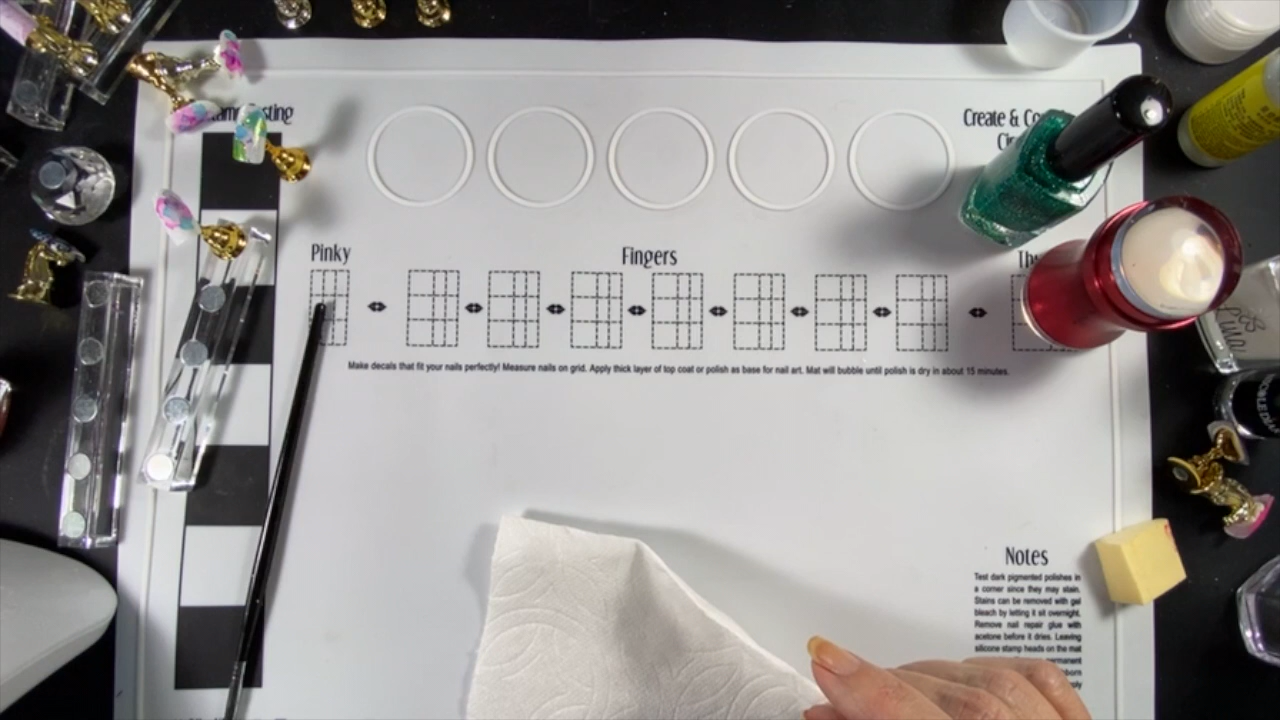 Create &
Pinky
Fingers
Make decals that fit your nails perfectly! Measure nails on grid. Apply thick layer of top coat or polish as base for nail art. Mat will bubble until polish is dry in about 15 minutes.
Notes
Test dark pigmented polishes in
a corner since they may stain.
Stains can be removed with gel
bleach by letting it sit overnight.
Remove nail repair glue with
acetone before it dries. Leaving
silicone stamp heads on the mat